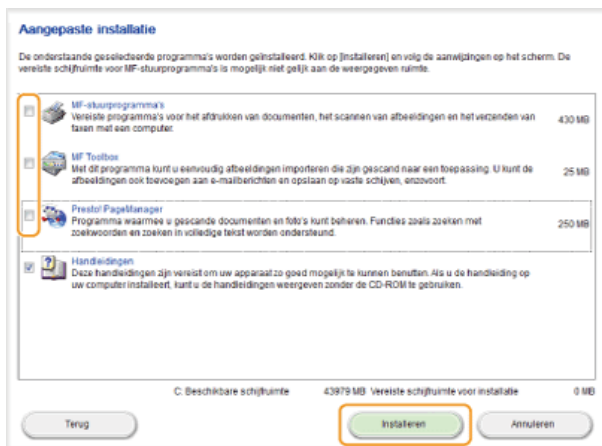 Aangepaste installatie
De onderstaande geselecteerde programma's worden geïnstalleerd. Klik op [Installeren] en volg de aanwijzingen op het scherm. De
vereiste schijfruimte voor MF-stuurprogramma's is mogelijk niet gelijk aan de weergegeven ruimte.
MF-stuurprogramma's
Vereiste programma's voor het afdrukken van documenten, het scannen van afbeeldingen en het verzenden van
faxen met een computer.
430 MB
MF Toolbox
Met dit programma kunt u eenvoudig afbeeldingen importeren die zijn gescand naar een toepassing. U kunt de
afbeeldingen ook toevoegen aan e-mailberichten en opslaan op vaste schijven, enzovoort.
25 MB
Presto! PageManager
Programma waarmee u gescande documenten en foto's kunt beheren. Functies zoals zoeken met
zoekwoorden en zoeken in volledige tekst worden ondersteund.
250 MB
Handleidingen
Deze handleidingen zijn vereist om uw apparaat zo goed mogelijk te kunnen benutten. Als u de handleiding op
uw computer installeert, kunt u de handleidingen weergeven zonder de CD-ROM te gebruiken.
C: Beschikbare schijfruimte 43979 MB Vereiste schijfruimte voor installatie 0 MB
Terug Installeren Annuleren